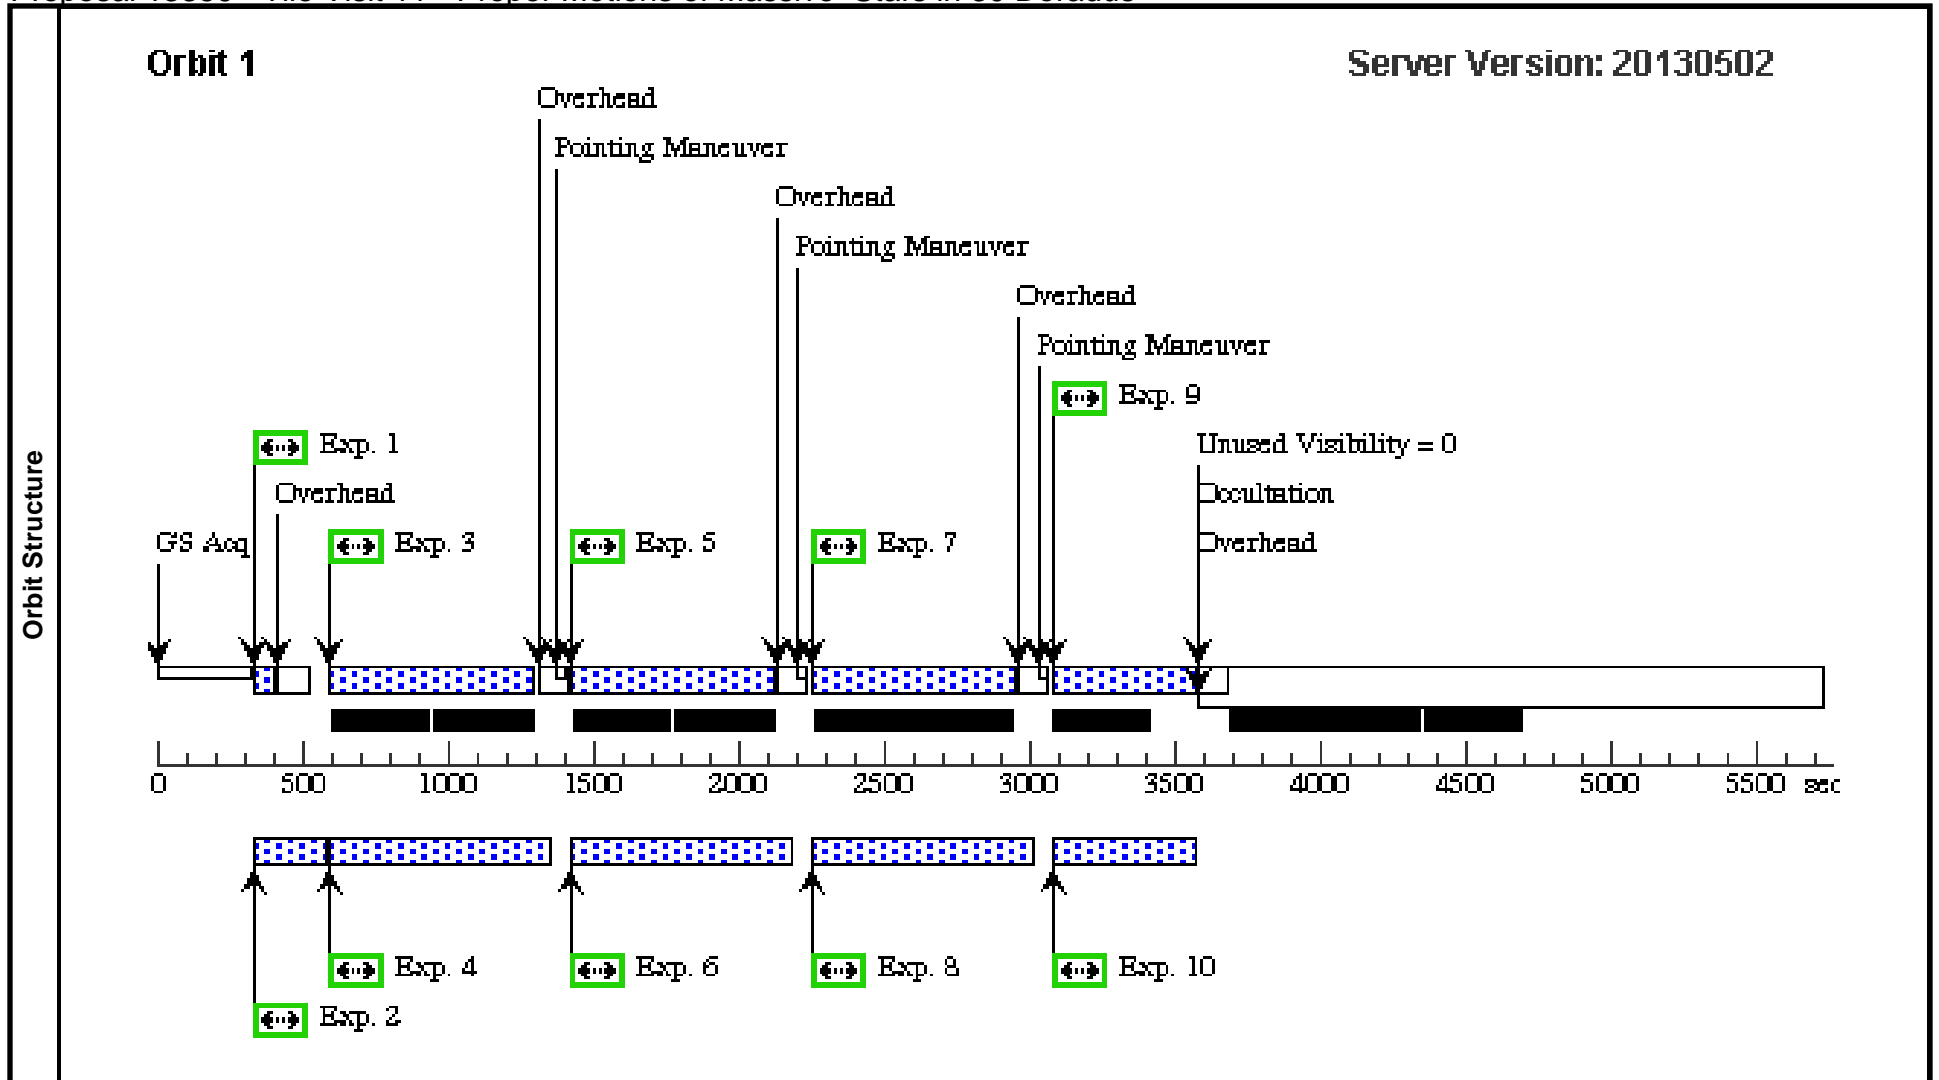 Orbit 1
Server Version: 20130502
Overhead
Pointing Maneuver
Overhead
Pointing Maneuver
Overhead
Pointing Maneuver
Exp. 9
Exp. 1
Unused Visibility = 0
Overhead
Occultation
GS Acq
Exp. 3
Exp. 5
Exp. 7
Overhead
Orbit Structure
0 500 1000 1500 2000 2500 3000 3500 4000 4500 5000 5500 sec
Exp. 4
Exp. 6
Exp. 8
Exp. 10
Exp. 2